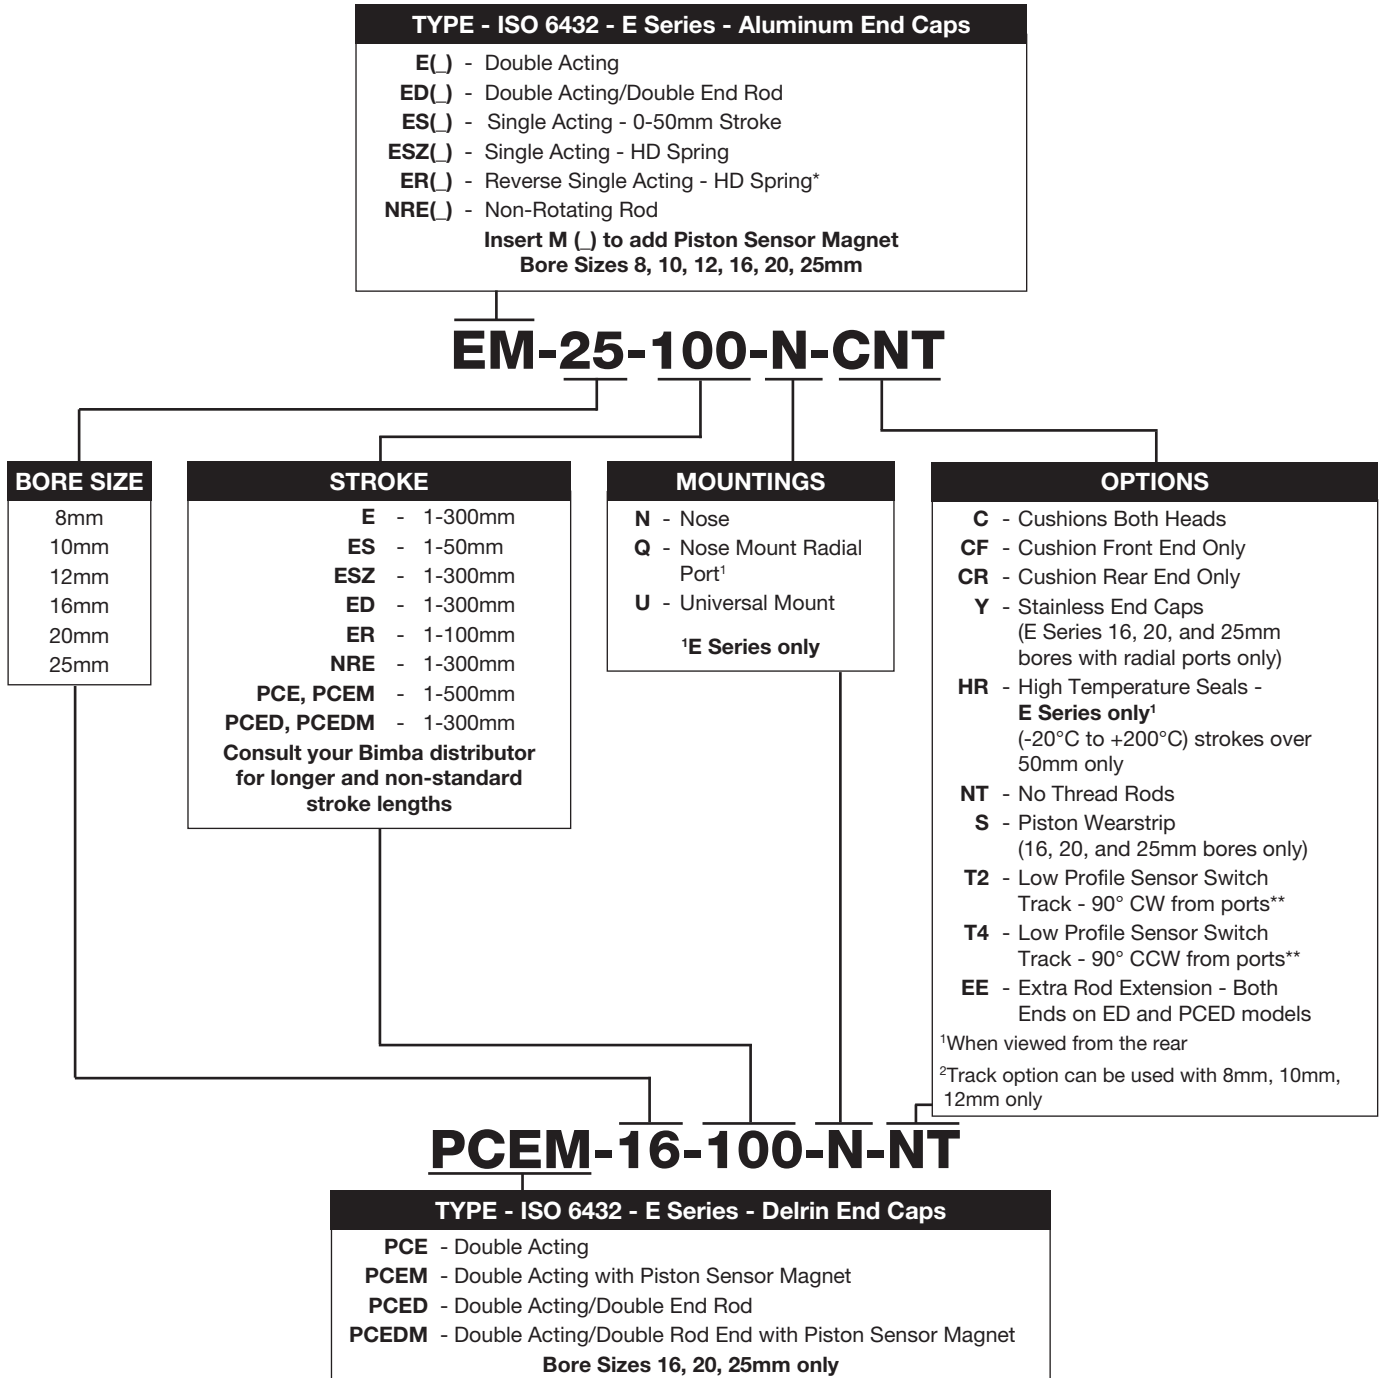 TYPE - ISO 6432 - E Series - Aluminum End Caps
E(_) - Double Acting
ED(_) - Double Acting/Double End Rod
ES(_) - Single Acting - 0-50mm Stroke
ESZ(_) - Single Acting - HD Spring
ER(_) - Reverse Single Acting - HD Spring*
NRE(_) - Non-Rotating Rod
Insert M (_) to add Piston Sensor Magnet
Bore Sizes 8, 10, 12, 16, 20, 25mm
EM-25-100-N-CNT
BORE SIZE
8mm
10mm
12mm
16mm
20mm
25mm
STROKE
E - 1-300mm
ES - 1-50mm
ESZ - 1-300mm
ED - 1-300mm
ER - 1-100mm
NRE - 1-300mm
PCE, PCEM - 1-500mm
PCED, PCEDM - 1-300mm
Consult your Bimba distributor
for longer and non-standard
stroke lengths
MOUNTINGS
N - Nose
Q - Nose Mount Radial
Port¹
U - Universal Mount
¹E Series only
OPTIONS
C - Cushions Both Heads
CF - Cushion Front End Only
CR - Cushion Rear End Only
Y - Stainless End Caps
(E Series 16, 20, and 25mm
bores with radial ports only)
HR - High Temperature Seals -
E Series only¹
(-20°C to +200°C) strokes over
50mm only
NT - No Thread Rods
S - Piston Wearstrip
(16, 20, and 25mm bores only)
T2 - Low Profile Sensor Switch
Track - 90° CW from ports**
T4 - Low Profile Sensor Switch
Track - 90° CCW from ports**
EE - Extra Rod Extension - Both
Ends on ED and PCED models
¹When viewed from the rear
²Track option can be used with 8mm, 10mm,
12mm only
PCEM-16-100-N-NT
TYPE - ISO 6432 - E Series - Delrin End Caps
PCE - Double Acting
PCEM - Double Acting with Piston Sensor Magnet
PCED - Double Acting/Double End Rod
PCEDM - Double Acting/Double Rod End with Piston Sensor Magnet
Bore Sizes 16, 20, 25mm only